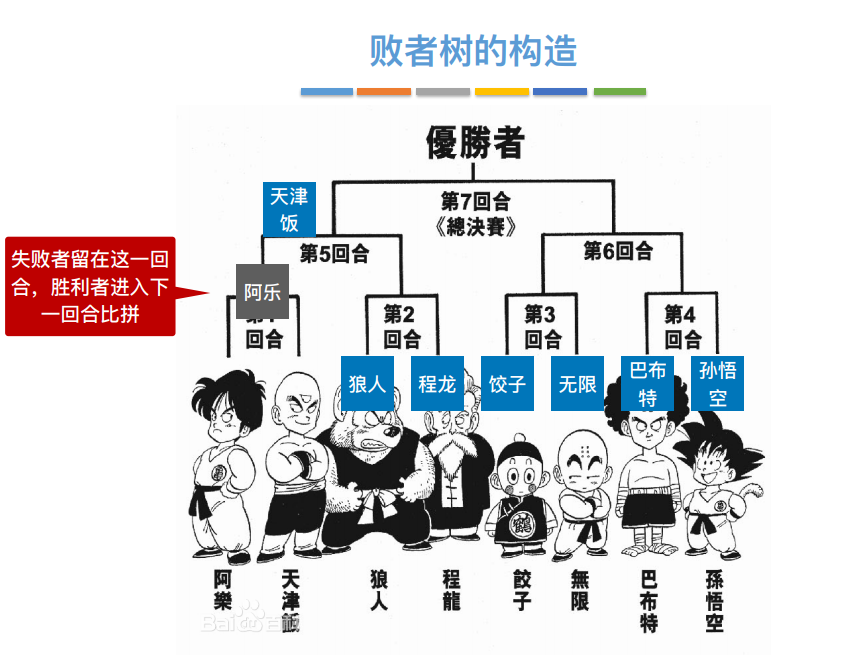 败者树的构造
優勝者
天津
饭
第7回合
《總決賽》
第5回合
第6回合
失败者留在这一回
合，胜利者进入下
一回合比拼
阿乐
回合
第2
回合
第3
回合
第4
回合
狼人
程龙
饺子
无限
巴布
特
孙悟
空
阿樂
天津飯
狼人
程龍
餃子
無限
巴布特
孫悟空
Baidu百科